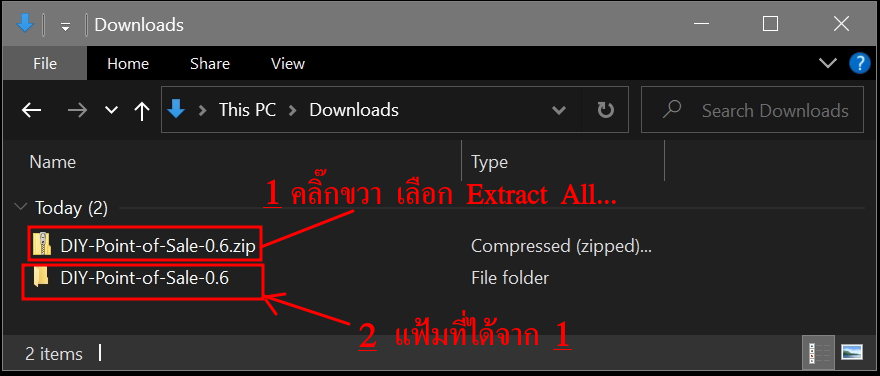 Downloads
File Home Share View
This PC Downloads Search Downloads
Name Type
1 คลิ๊กขวา เลือก Extract All...
Today (2)
DIY-Point-of-Sale-0.6.zip Compressed (zipped)...
DIY-Point-of-Sale-0.6 File folder
2 แฟ้มที่ได้จาก 1
2 items